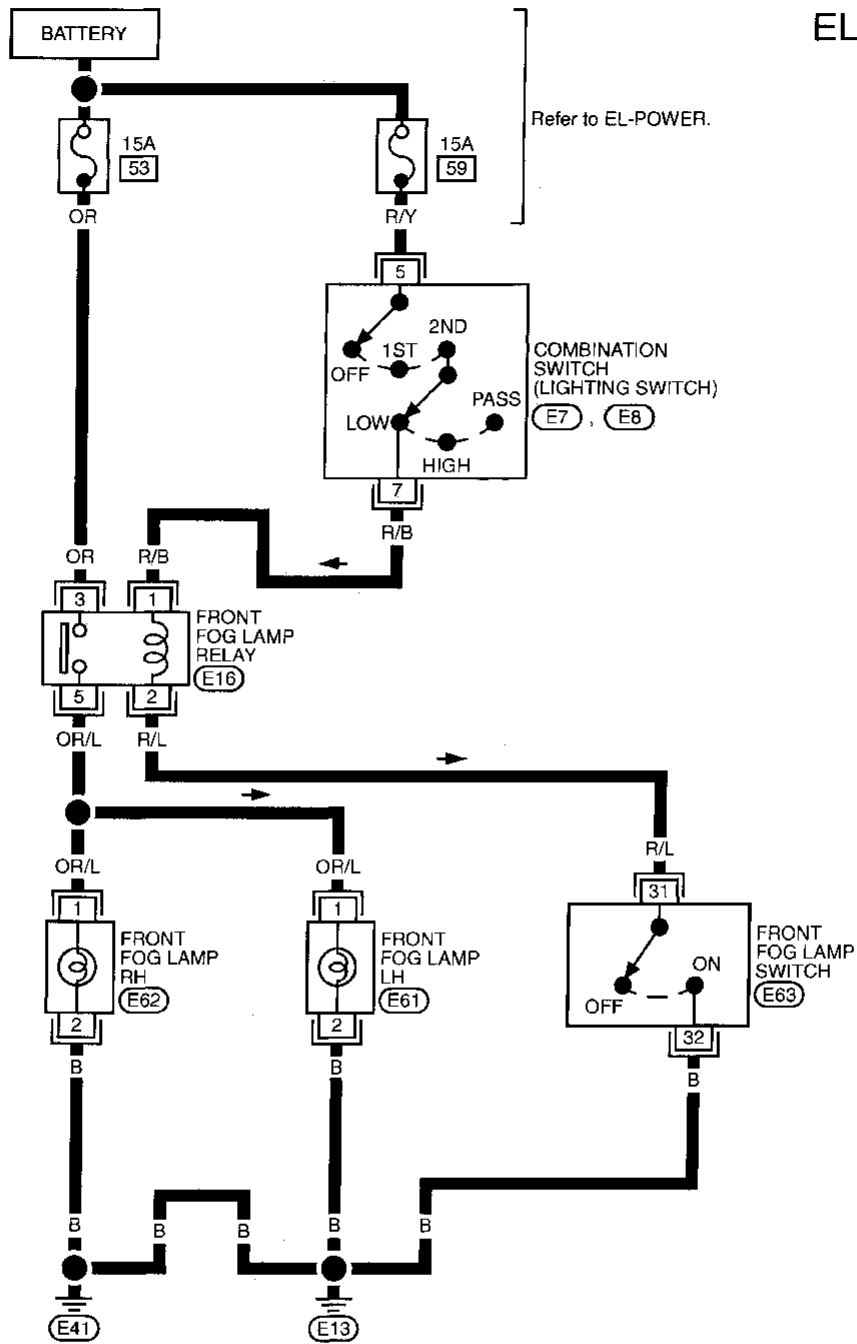 EL
BATTERY
Refer to EL-POWER.
15A
53
15A
59
OR
R/Y
5
2ND
1ST
OFF
PASS
LOW
HIGH
COMBINATION
SWITCH
(LIGHTING SWITCH)
E7 , E8
7
R/B
OR
R/B
3
1
FRONT
FOG LAMP
RELAY
E16
5
2
OR/L
R/L
OR/L
OR/L
R/L
1
1
31
FRONT
FOG LAMP
RH
E62
FRONT
FOG LAMP
LH
E61
ON
OFF
FRONT
FOG LAMP
SWITCH
E63
2
2
32
B
B
B
B
B
B
B
B
E41
E13